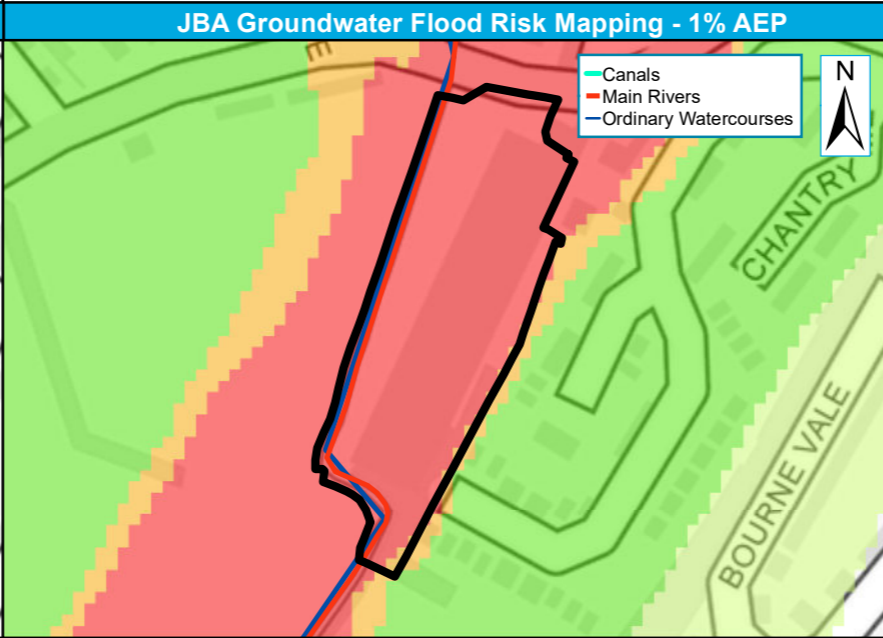 JBA Groundwater Flood Risk Mapping - 1% AEP
E
Canals
Main Rivers
Ordinary Watercourses
N
CHANTRY
BOURNE VALE